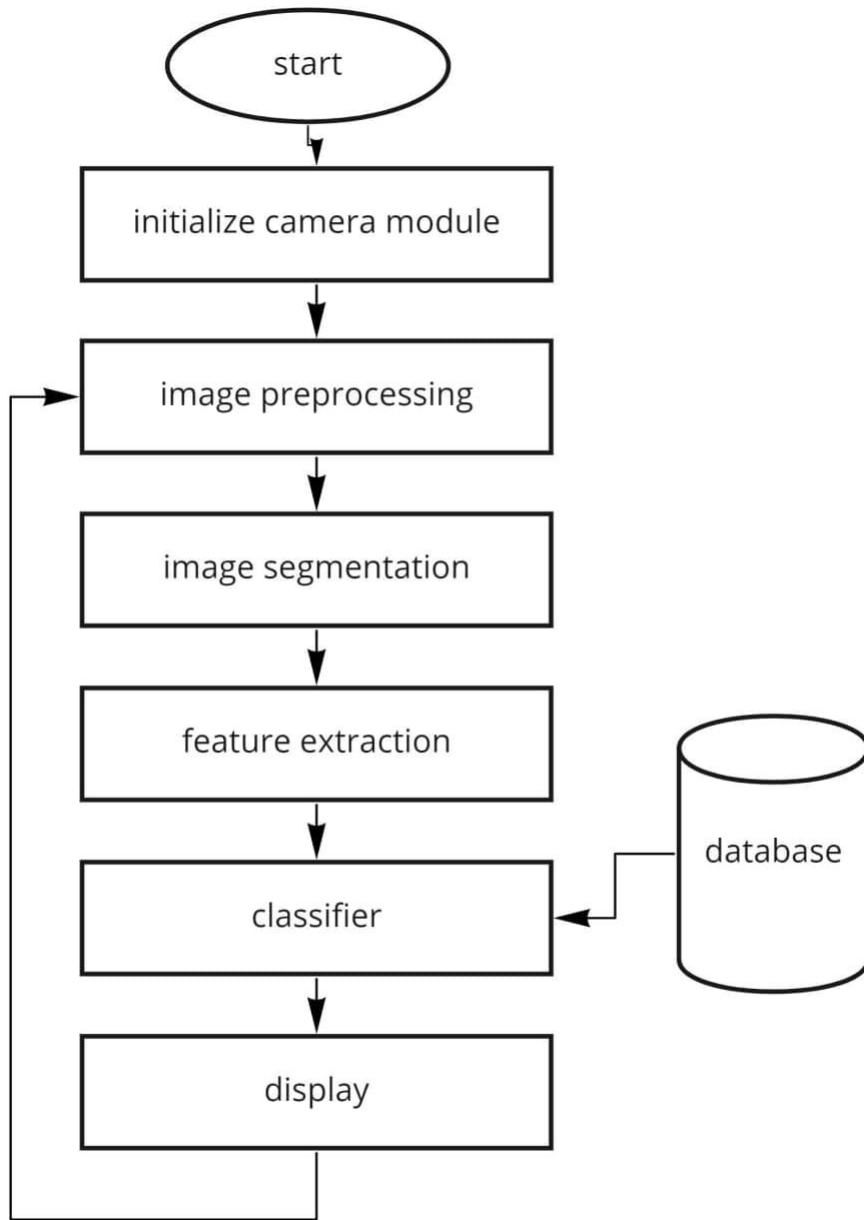 start
initialize camera module
image preprocessing
image segmentation
feature extraction
database
classifier
display